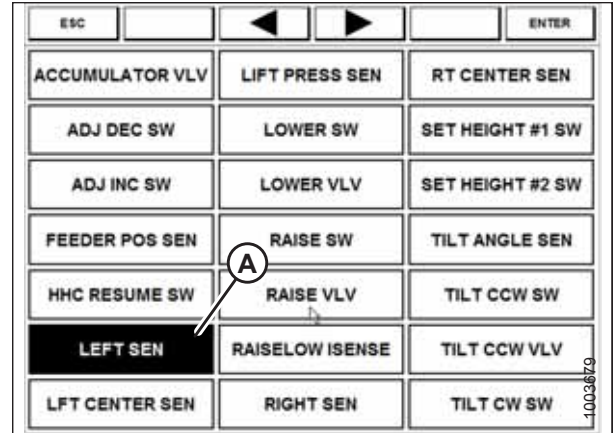 ESC ENTER
ACCUMULATOR VLV LIFT PRESS SEN RT CENTER SEN
ADJ DEC SW LOWER SW SET HEIGHT #1 SW
ADJ INC SW LOWER VLV SET HEIGHT #2 SW
FEEDER POS SEN RAISE SW TILT ANGLE SEN
A
HHC RESUME SW RAISE VLV TILT CCW SW
LEFT SEN RAISELOW ISENSE TILT CCW VLV
LFT CENTER SEN RIGHT SEN TILT CW SW
1003679